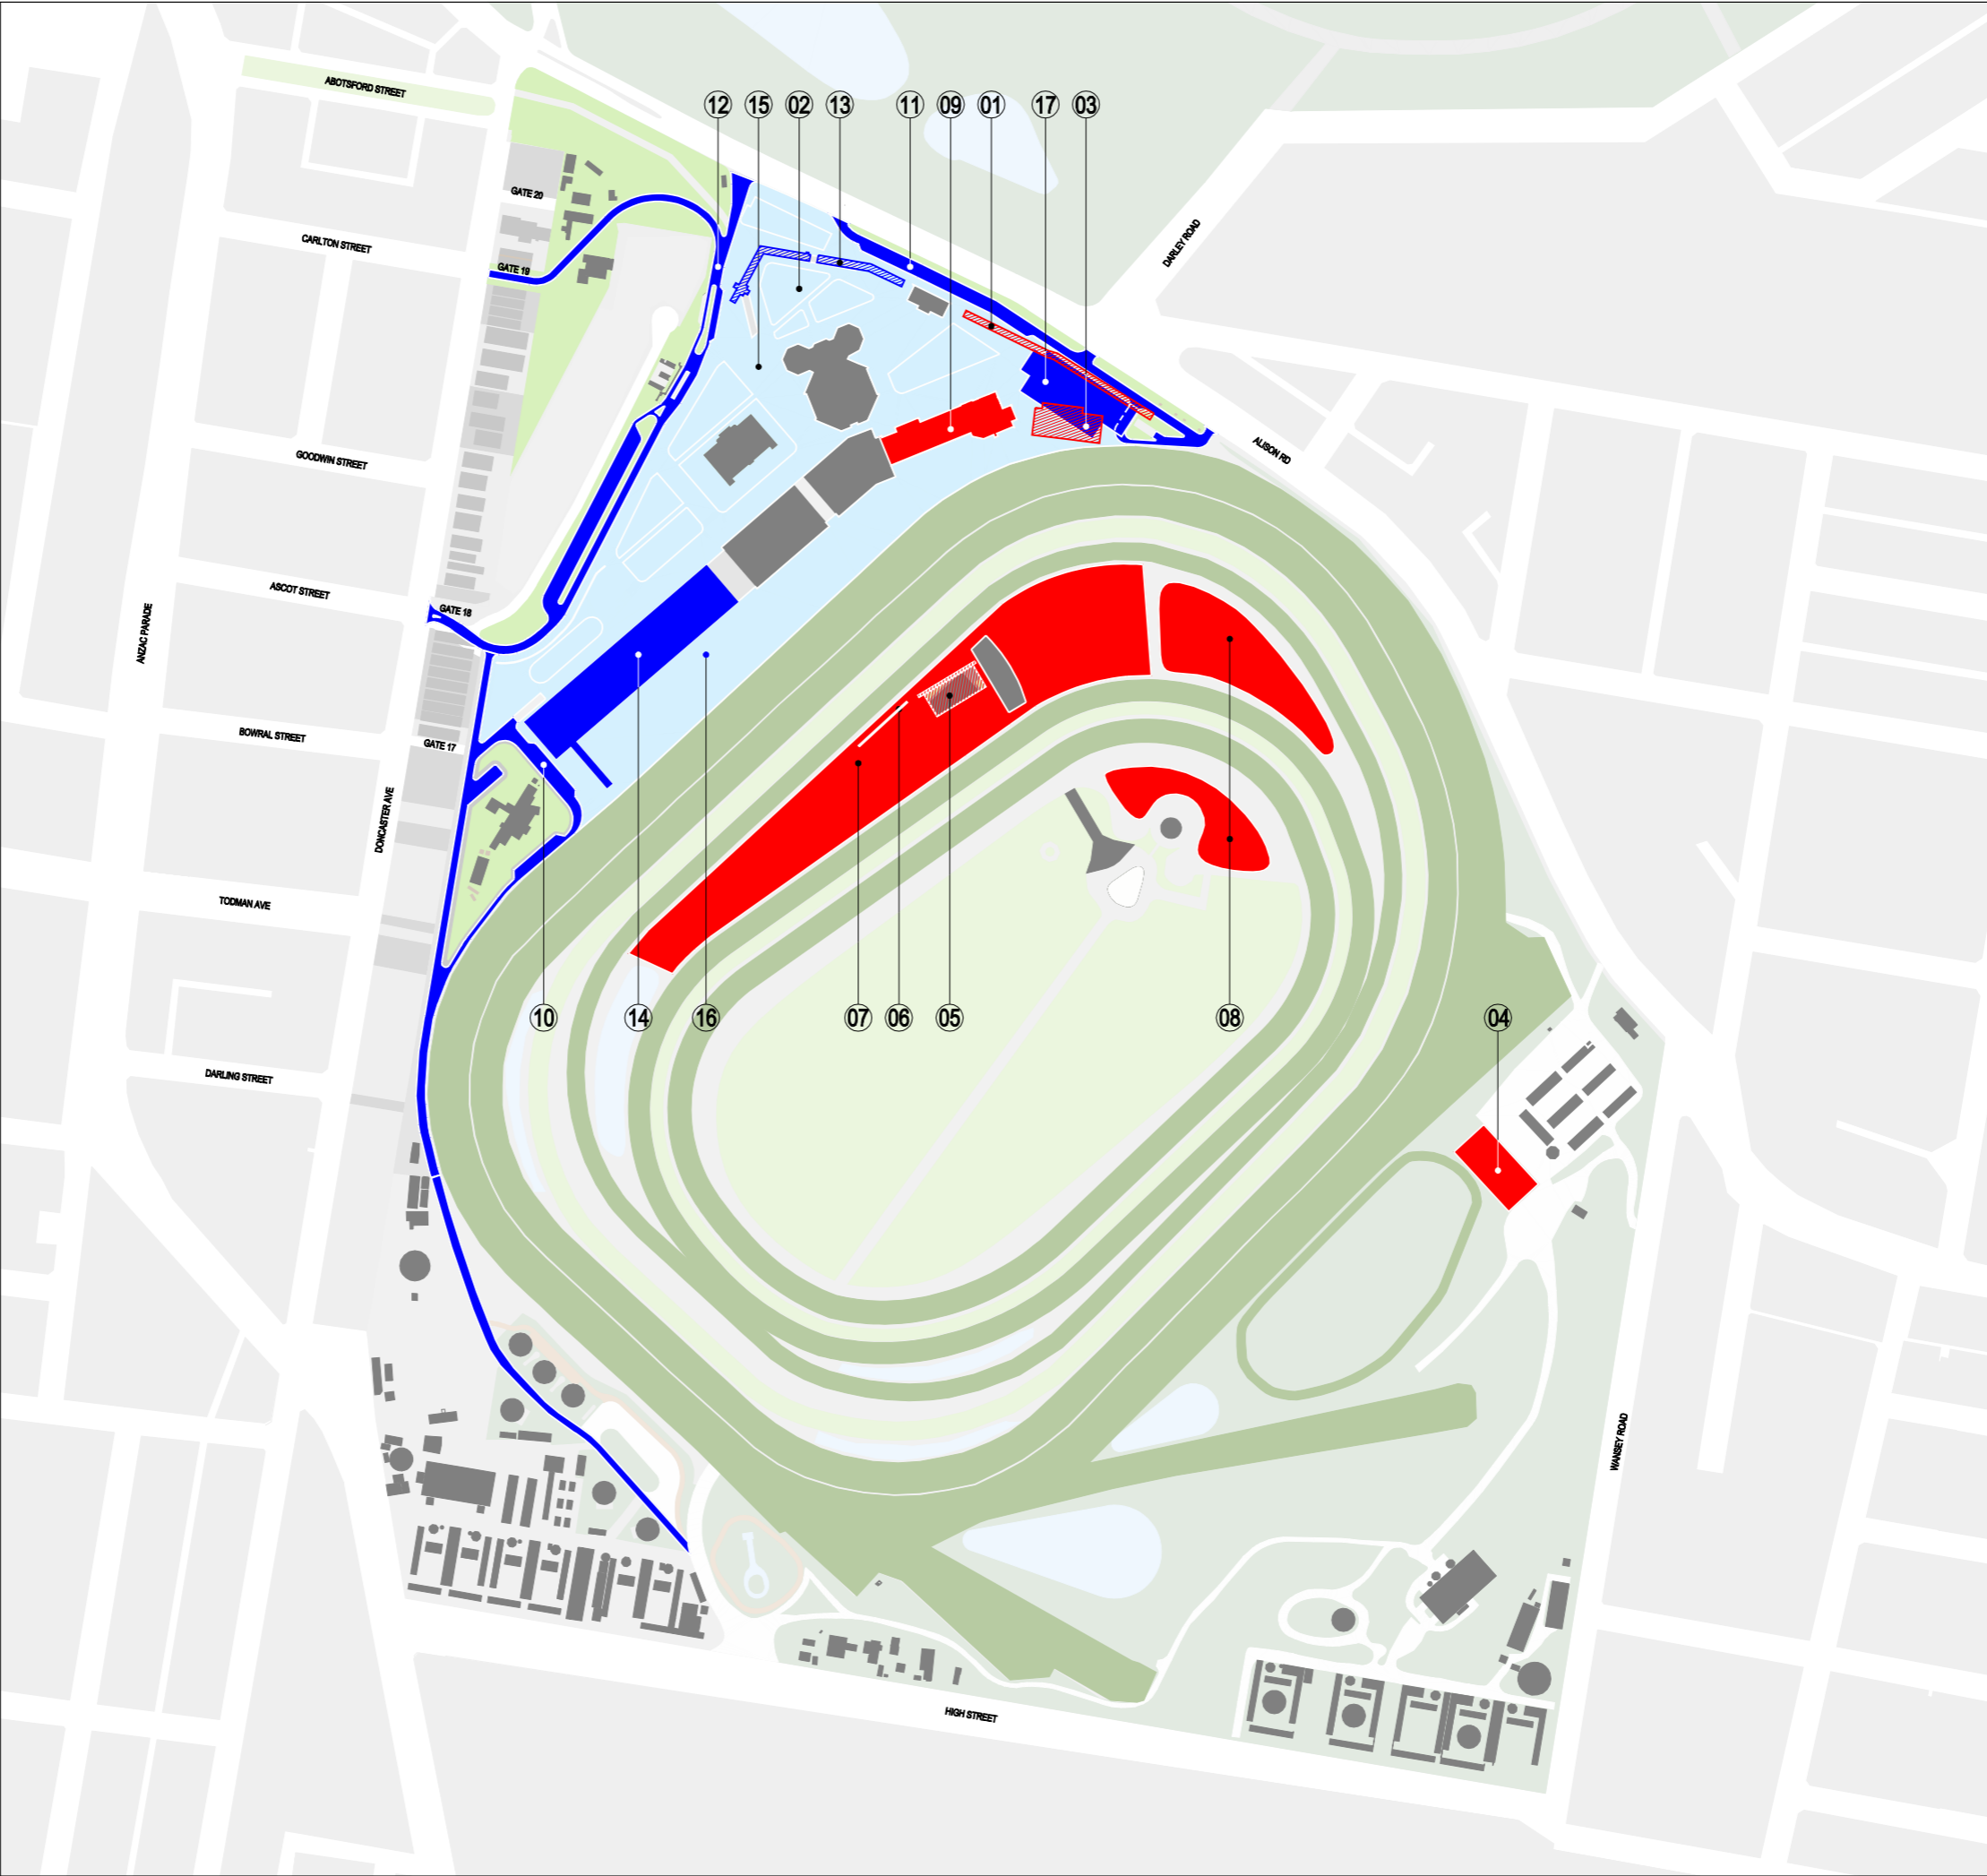 ABOTSFORD STREET
12
15
02
13
11
09
01
17
03
GATE 20
CARLTON STREET
DARLEY ROAD
GATE 19
GOODWIN STREET
ALISON RD
ASCOT STREET
GATE 18
ANZAC PARADE
BOWRAL STREET
GATE 17
DONCASTER AVE
TODMAN AVE
10
14
16
07
06
05
08
04
DARLING STREET
WANSEY ROAD
HIGH STREET